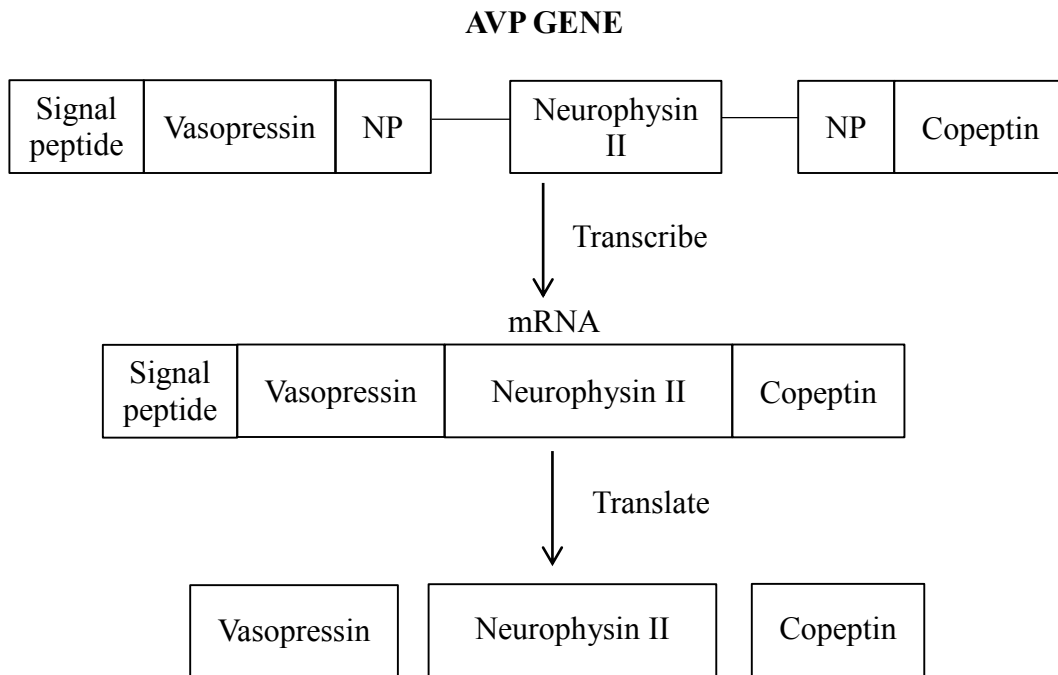 AVP GENE
Signal
peptide
Vasopressin
NP
Neurophysin
II
NP
Copeptin
Transcribe
mRNA
Signal
peptide
Vasopressin
Neurophysin II
Copeptin
Translate
Vasopressin
Neurophysin II
Copeptin